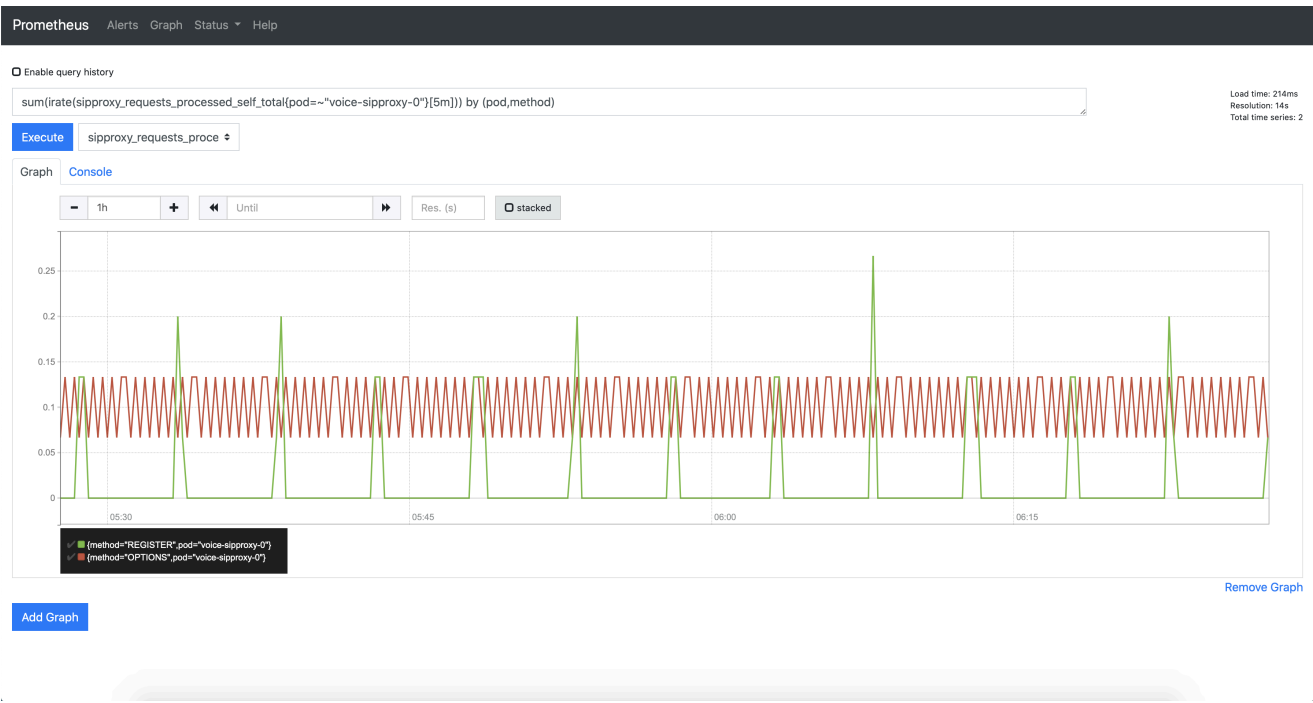 Prometheus Alerts Graph Status Help
Enable query history
sum(irate(sipproxy_requests_processed_self_total{pod=~"voice-sipproxy-0"}[5m])) by (pod,method)
Load time: 214ms
Resolution: 14s
Total time series: 2
Execute sipproxy_requests_proce
Graph Console
- 1h + Until Res. (s) stacked
0.25
0.2
0.15
0.1
0.05
0
05:30 05:45 06:00 06:15
✓ {method="REGISTER",pod="voice-sipproxy-0"}
✓ {method="OPTIONS",pod="voice-sipproxy-0"}
Remove Graph
Add Graph